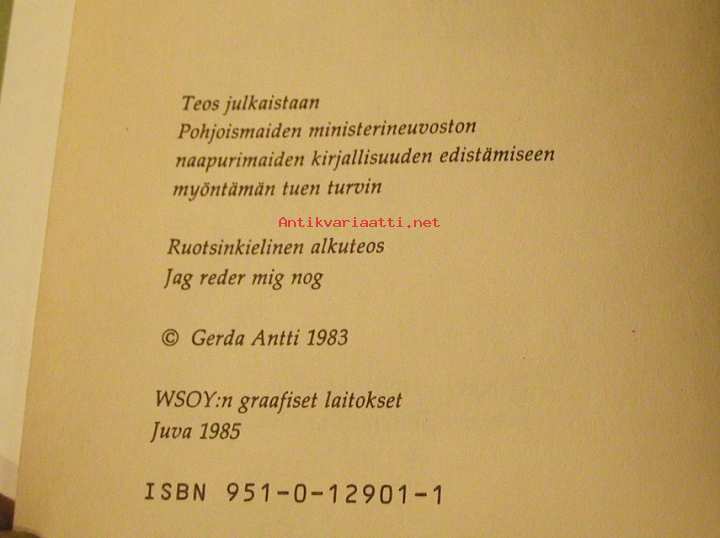 Teos julkaistaan
Pohjoismaiden ministerineuvoston
naapurimaiden kirjallisuuden edistämiseen
myöntämän tuen turvin
Antikvariaatti.net
Ruotsinkielinen alkuteos
Jag reder mig nog
© Gerda Antti 1983
WSOY:n graafiset laitokset
Juva 1985
ISBN 951-0-12901-1